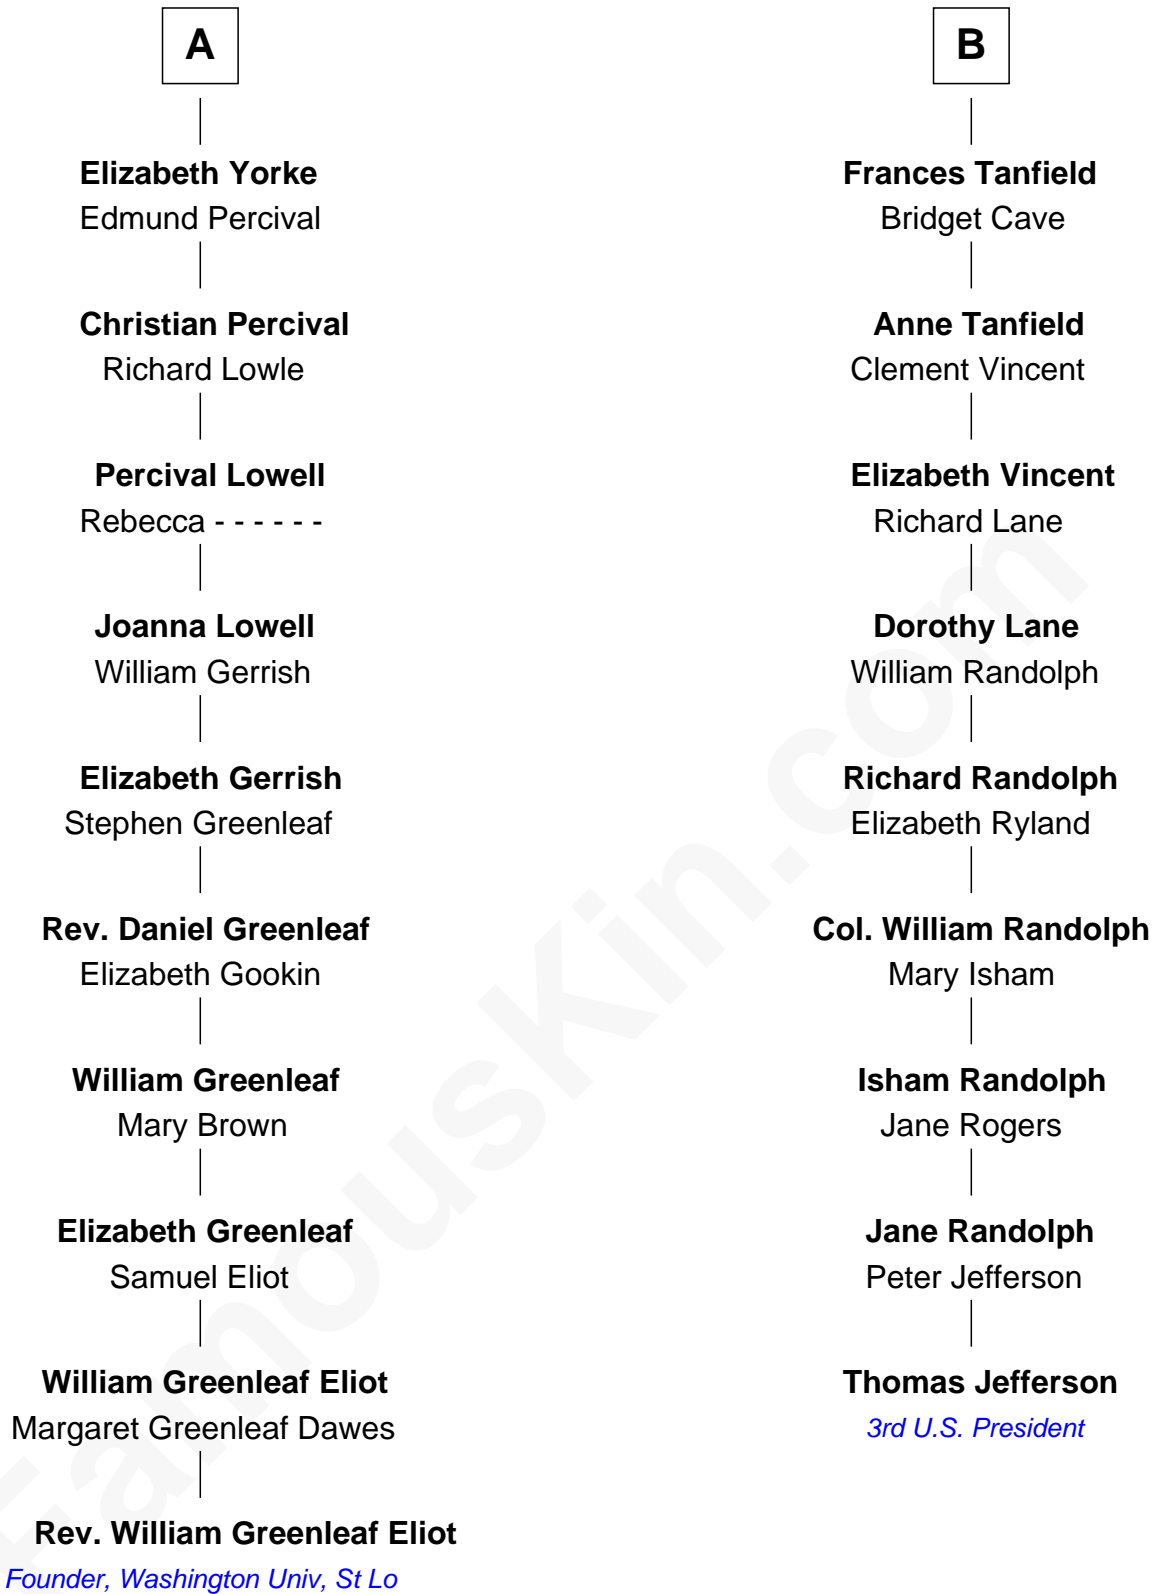 A
Elizabeth Yorke
Edmund Percival
Christian Percival
Richard Lowle
Percival Lowell
Rebecca - - - - - -
Joanna Lowell
William Gerrish
Elizabeth Gerrish
Stephen Greenleaf
Rev. Daniel Greenleaf
Elizabeth Gookin
William Greenleaf
Mary Brown
Elizabeth Greenleaf
Samuel Eliot
William Greenleaf Eliot
Margaret Greenleaf Dawes
Rev. William Greenleaf Eliot
Founder, Washington Univ, St Lo
B
Frances Tanfield
Bridget Cave
Anne Tanfield
Clement Vincent
Elizabeth Vincent
Richard Lane
Dorothy Lane
William Randolph
Richard Randolph
Elizabeth Ryland
Col. William Randolph
Mary Isham
Isham Randolph
Jane Rogers
Jane Randolph
Peter Jefferson
Thomas Jefferson
3rd U.S. President
FamousKin.com